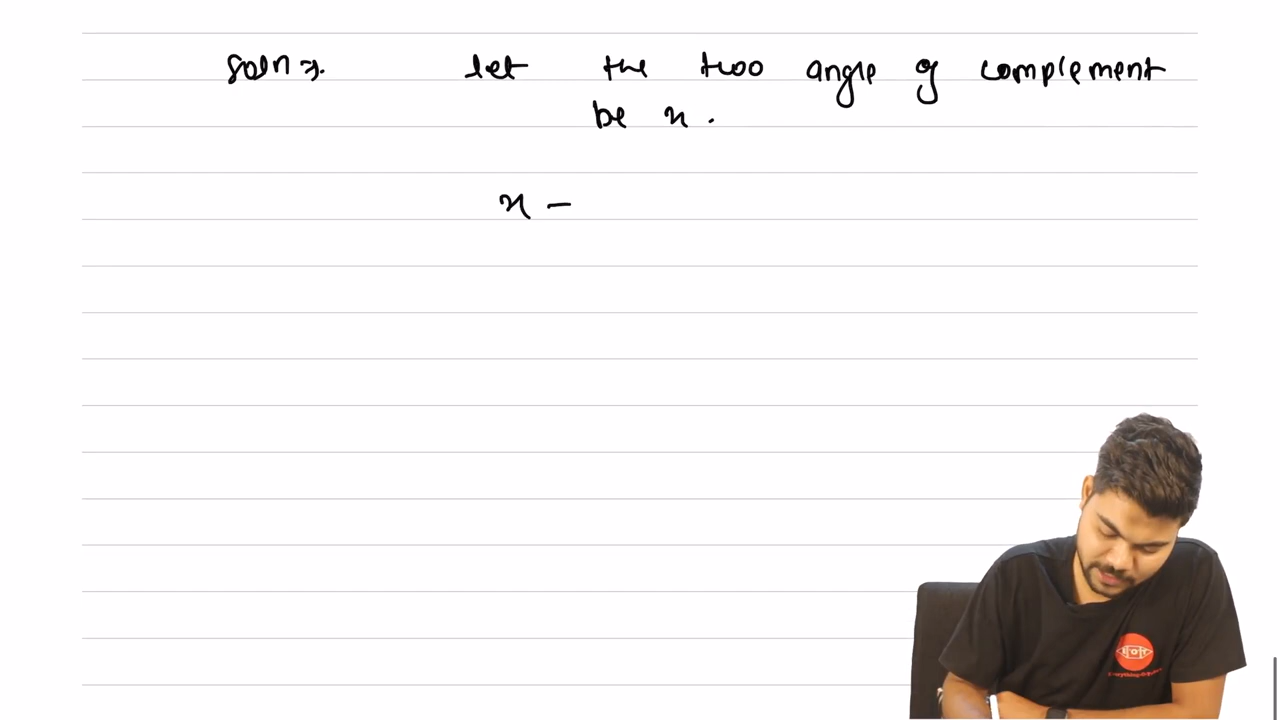 soln ⇒. let the two angle of complement
be x.
x -